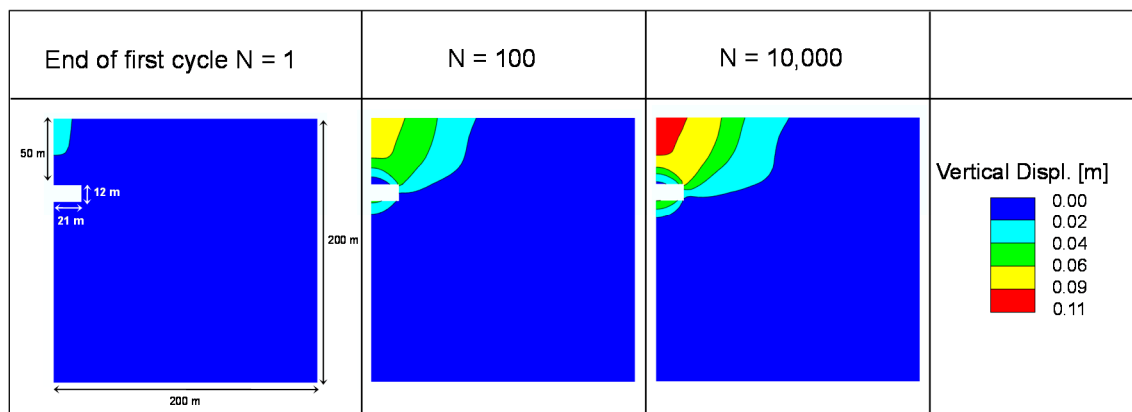 End of first cycle N = 1
N = 100
N = 10,000
50 m
12 m
21 m
200 m
200 m
Vertical Displ. [m]
0.00
0.02
0.04
0.06
0.09
0.11